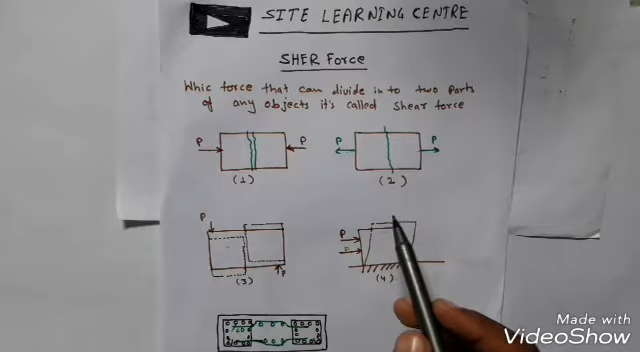 SITE LEARNING CENTRE
SHER Force
Whic force that can divide in to two parts
of any objects it's called shear force
P P P P
(1) (2)
P P
P
P
(3) (4)
Made with
VideoShow